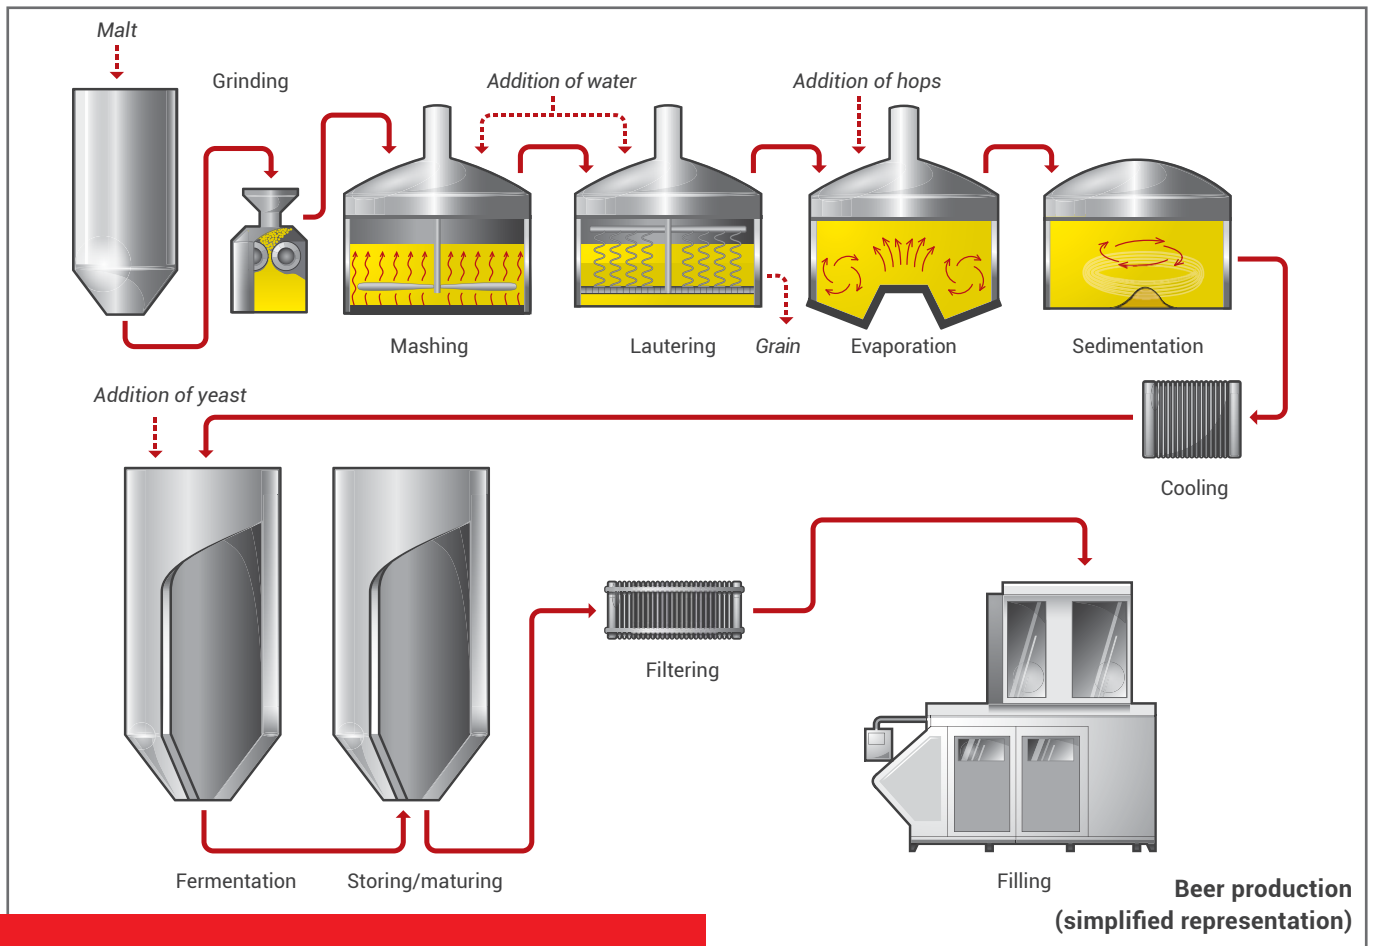 Malt
Grinding
Addition of water
Addition of hops
Mashing
Lautering
Grain
Evaporation
Sedimentation
Addition of yeast
Cooling
Filtering
Fermentation
Storing/maturing
Filling
Beer production
(simplified representation)